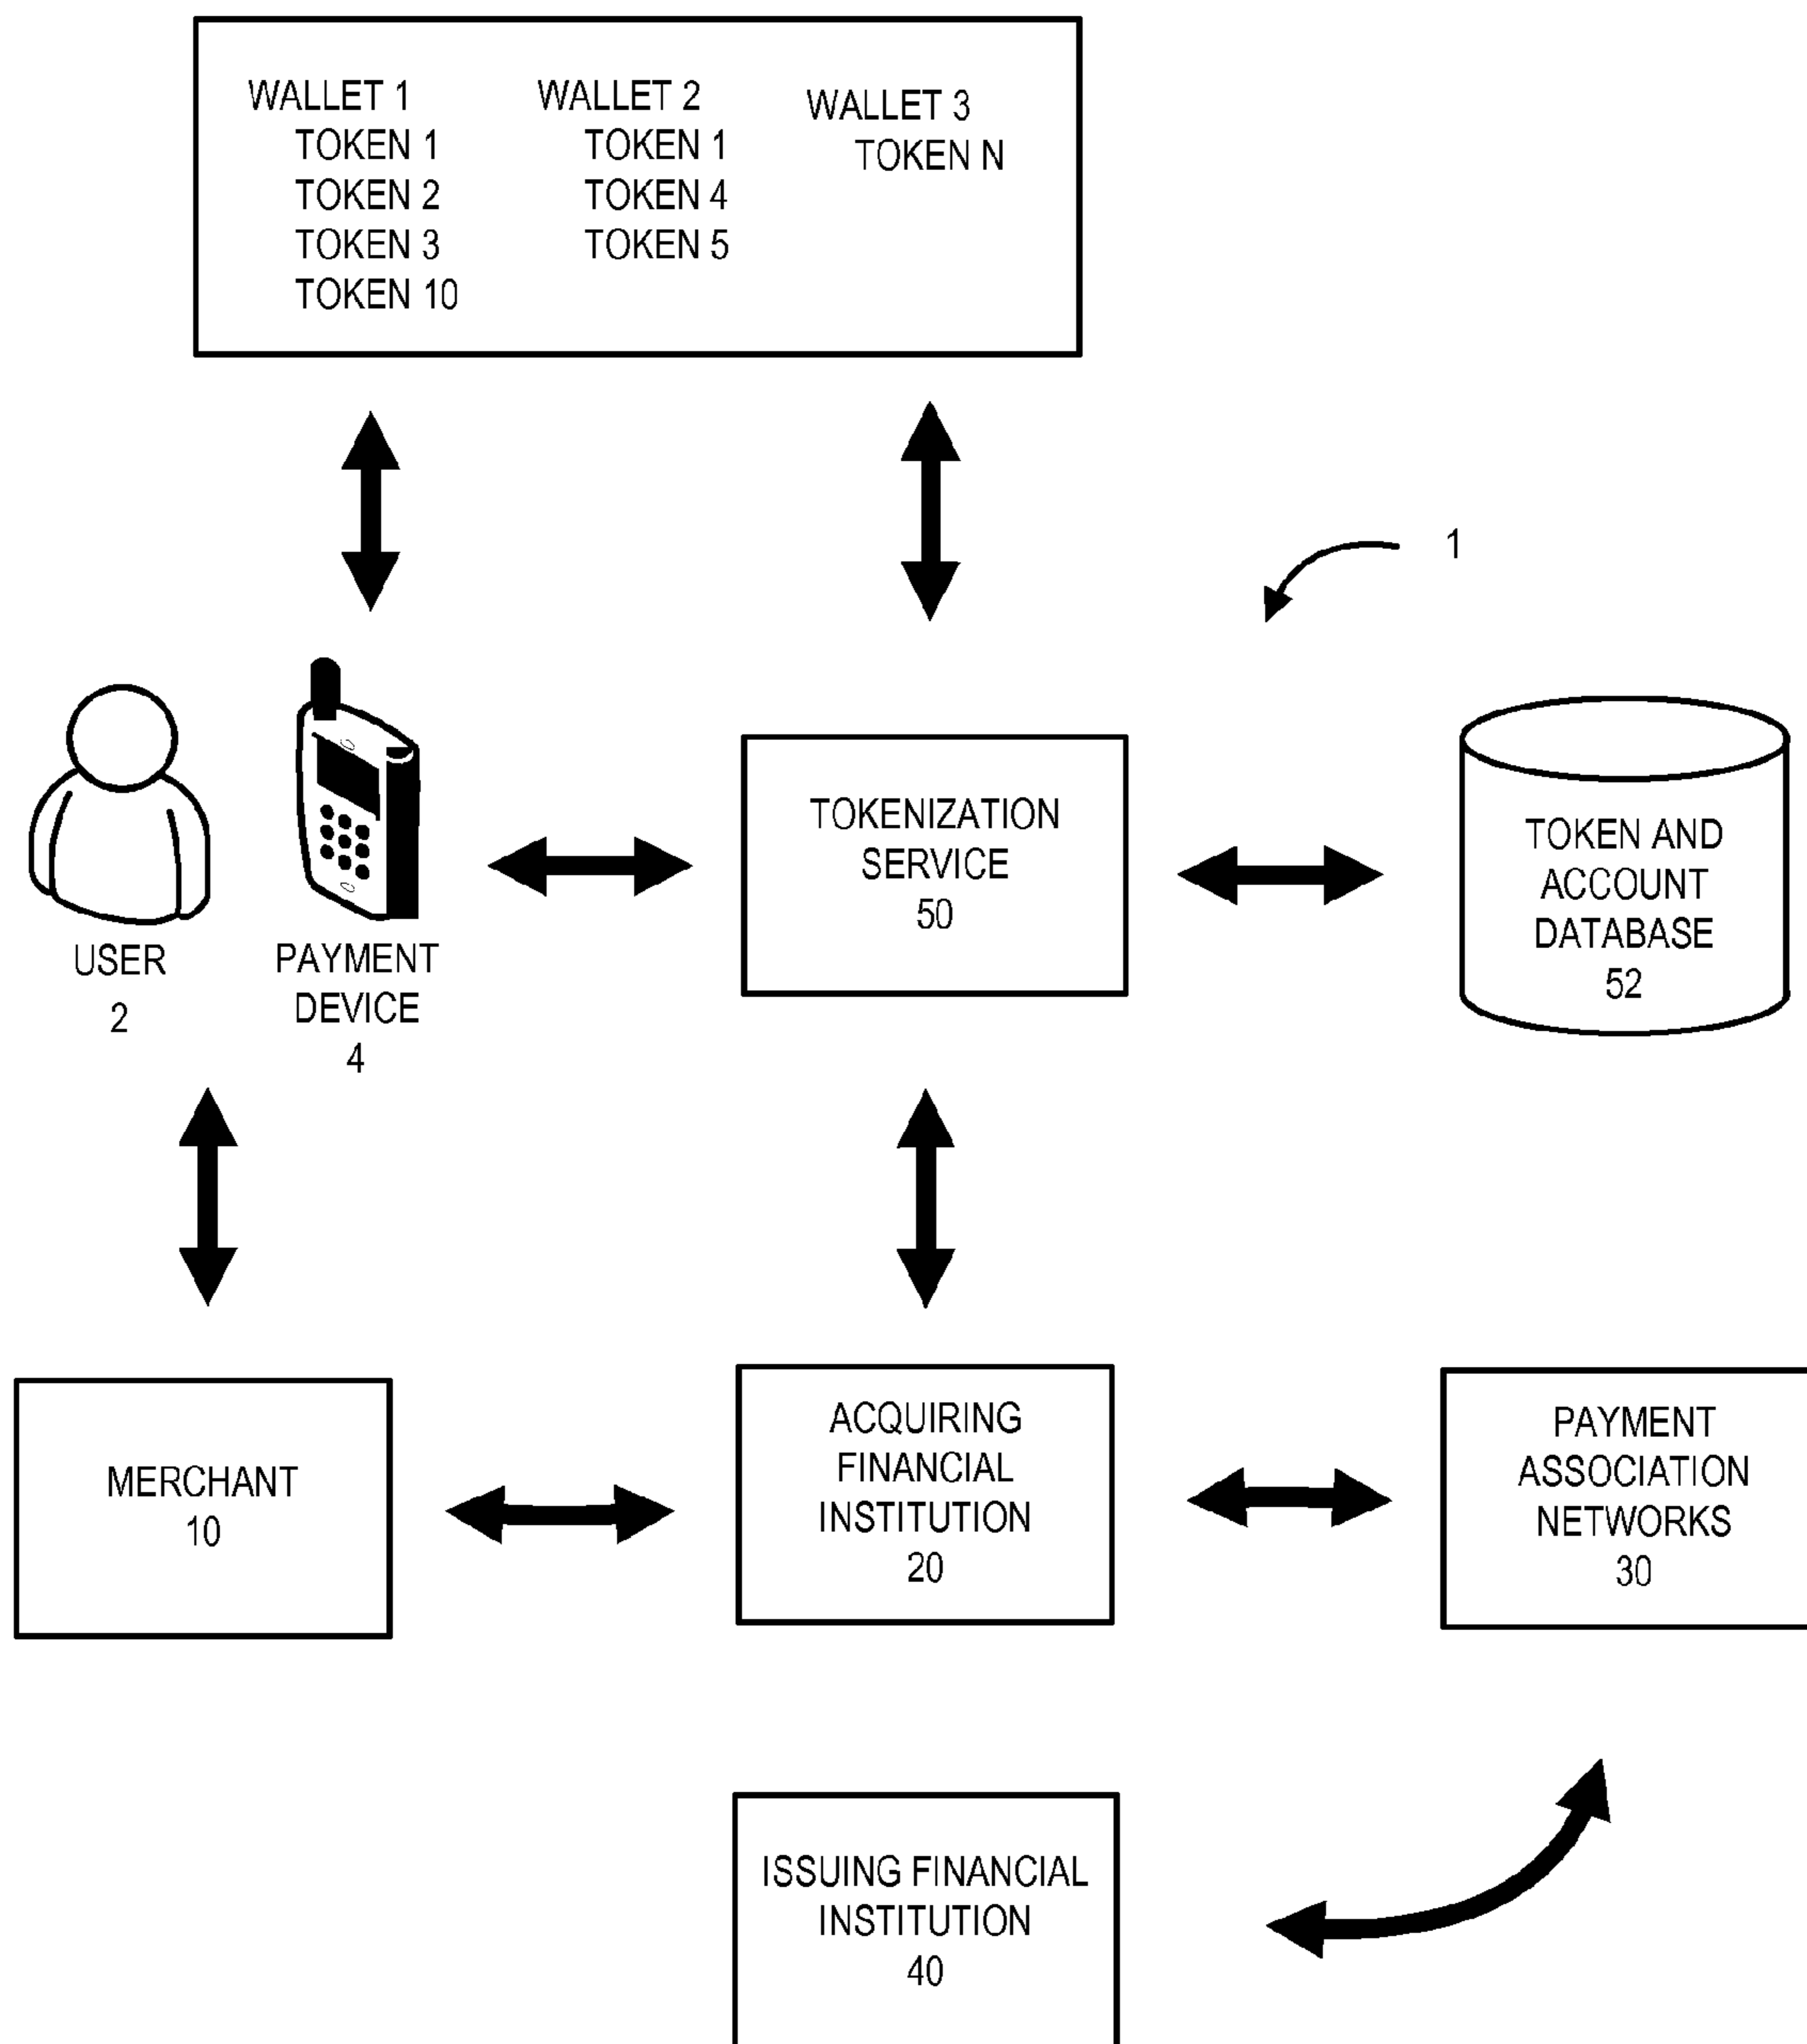 WALLET 1
TOKEN 1
TOKEN 2
TOKEN 3
TOKEN 10
WALLET 2
TOKEN 1
TOKEN 4
TOKEN 5
WALLET 3
TOKEN N
1
USER
2
PAYMENT
DEVICE
4
TOKENIZATION
SERVICE
50
TOKEN AND
ACCOUNT
DATABASE
52
MERCHANT
10
ACQUIRING
FINANCIAL
INSTITUTION
20
PAYMENT
ASSOCIATION
NETWORKS
30
ISSUING FINANCIAL
INSTITUTION
40